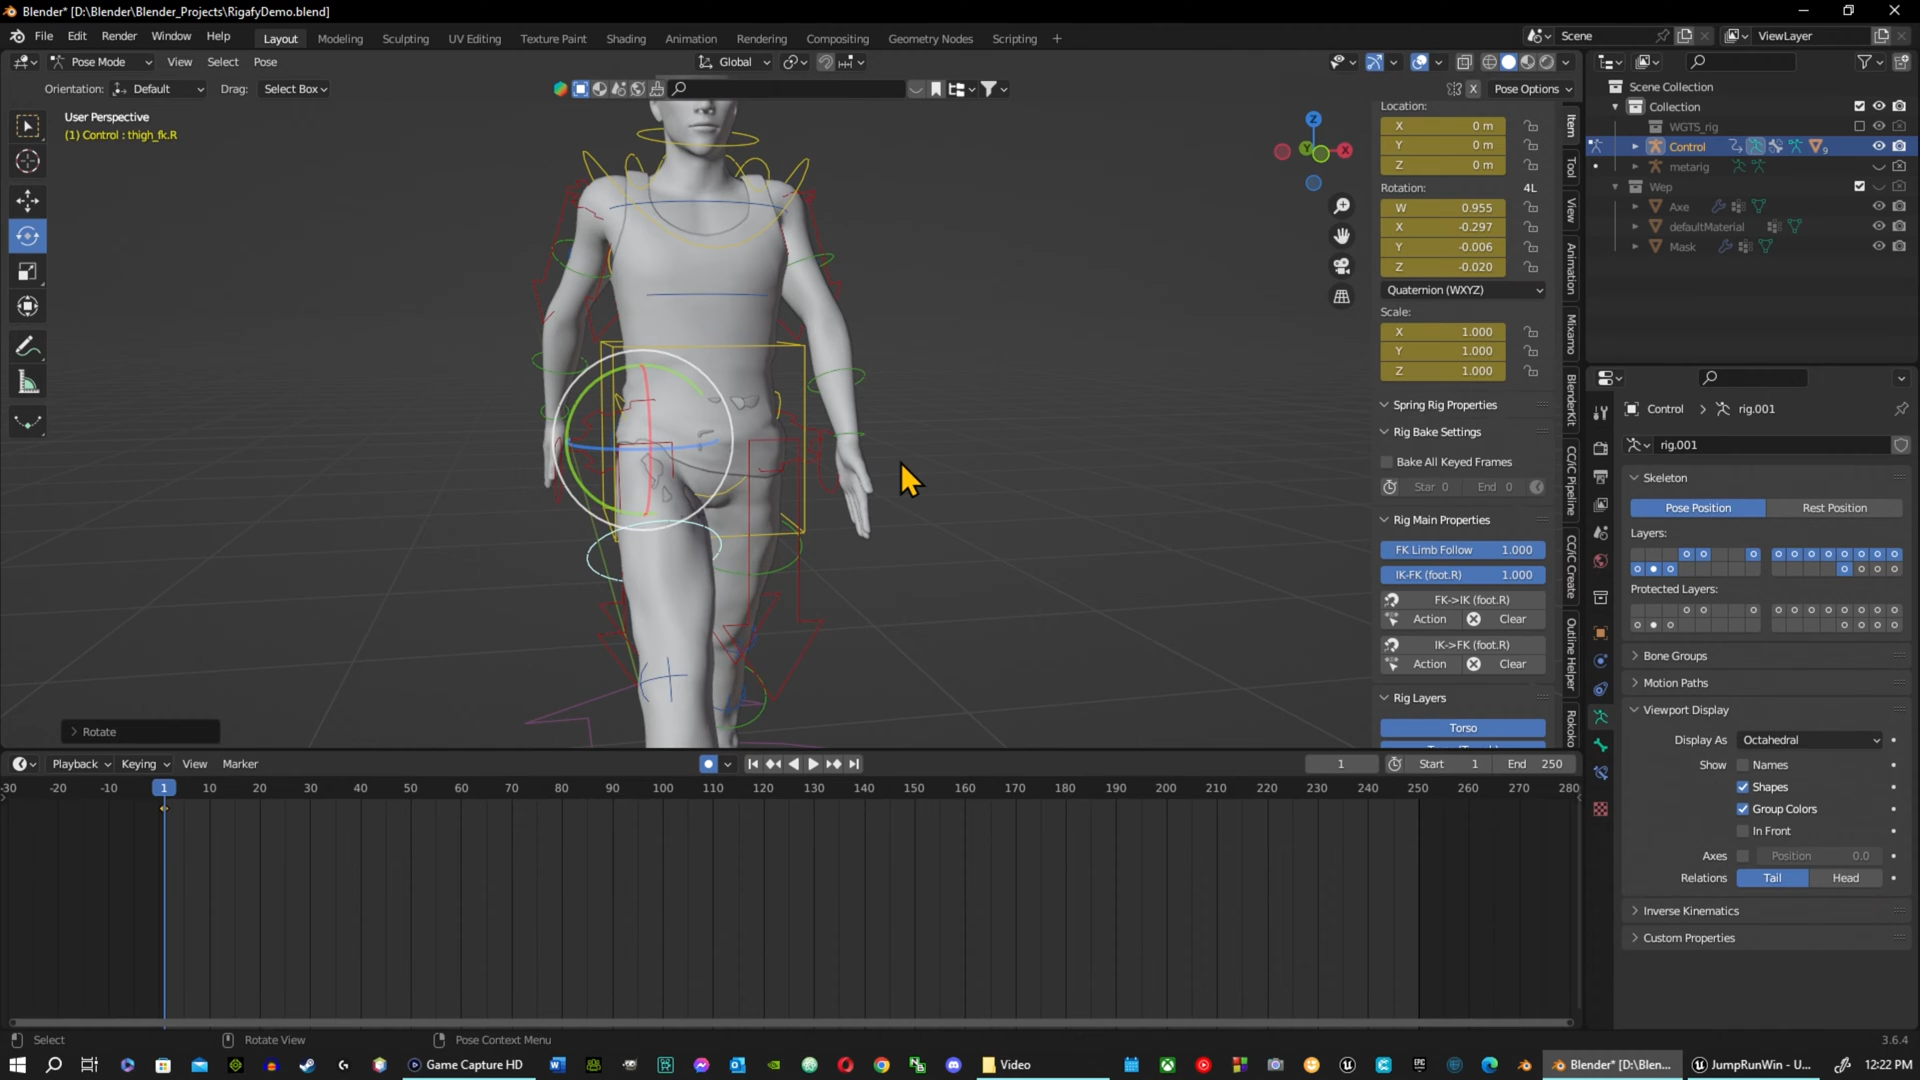 Blender* [D:\Blender\Blender_Projects\RigafyDemo.blend]
File Edit Render Window Help Layout Modeling Sculpting UV Editing Texture Paint Shading Animation Rendering Compositing Geometry Nodes Scripting + Scene ViewLayer
Pose Mode View Select Pose Global
Orientation: Default Drag: Select Box X Pose Options
User Perspective
(1) Control : thigh_fk.R
Z
Y
X
Location:
X 0 m
Y 0 m
Z 0 m
Rotation: 4L
W 0.955
X -0.297
Y -0.006
Z -0.020
Quaternion (WXYZ)
Scale:
X 1.000
Y 1.000
Z 1.000
Spring Rig Properties
Rig Bake Settings
Bake All Keyed Frames
Star 0 End 0
Rig Main Properties
FK Limb Follow 1.000
IK-FK (foot.R) 1.000
FK->IK (foot.R)
Action Clear
IK->FK (foot.R)
Action Clear
Rig Layers
Torso
Item
Tool
View
Animation
Mixamo
BlenderKit
CC/iC Pipeline
CC/iC Create
Outline Helper
Rokoko
Scene Collection
Collection
WGTS_rig
Control 9
metarig
Wep
Axe
defaultMaterial
Mask
Control > rig.001
rig.001
Skeleton
Pose Position Rest Position
Layers:
Protected Layers:
Bone Groups
Motion Paths
Viewport Display
Display As Octahedral
Show Names
Shapes
Group Colors
In Front
Axes Position 0.0
Relations Tail Head
Inverse Kinematics
Custom Properties
Rotate
Playback Keying View Marker 1 Start 1 End 250
-30 -20 -10 1 10 20 30 40 50 60 70 80 90 100 110 120 130 140 150 160 170 180 190 200 210 220 230 240 250 260 270 280
Select Rotate View Pose Context Menu 3.6.4
Game Capture HD Video Blender* [D:\Blen... JumpRunWin - U... 12:22 PM